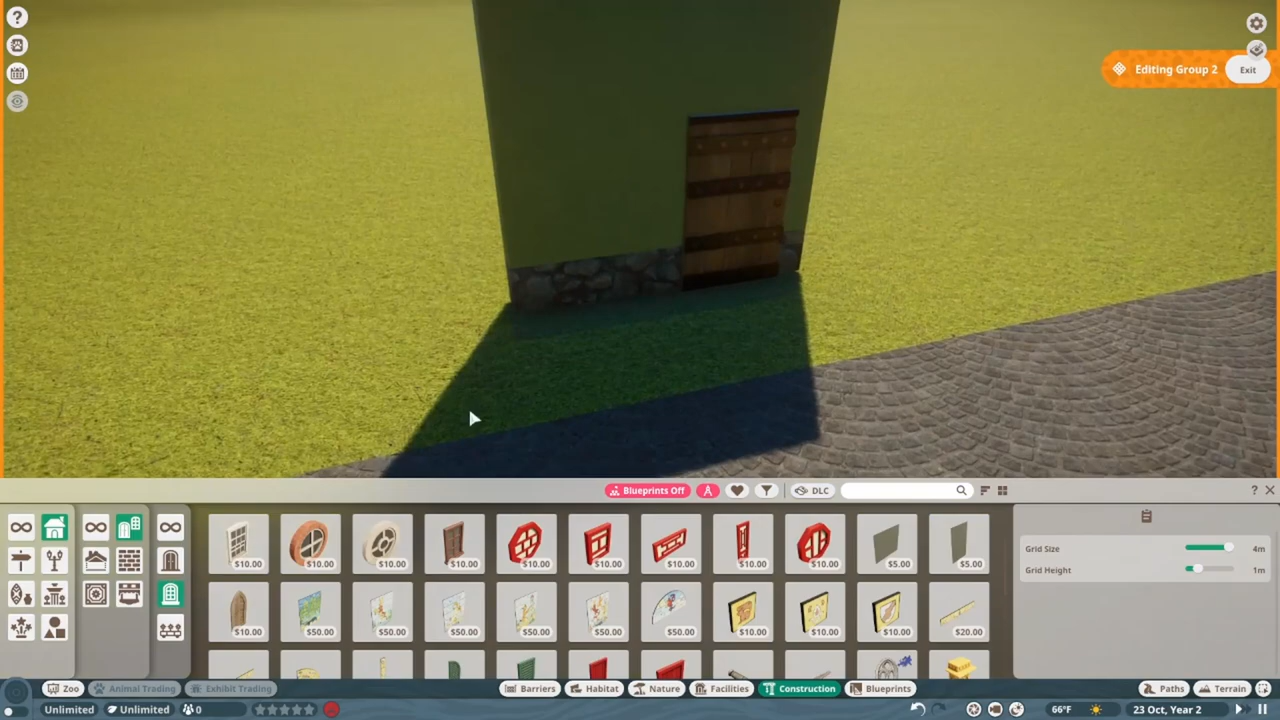 ?
Editing Group 2
Exit
Blueprints Off
DLC
? ×
$10.00 $10.00 $10.00 $10.00 $10.00 $10.00 $10.00 $10.00 $10.00 $5.00 $5.00
$10.00 $50.00 $50.00 $50.00 $50.00 $50.00 $50.00 $10.00 $10.00 $10.00 $20.00
Grid Size 4m
Grid Height 1m
Zoo Animal Trading Exhibit Trading Barriers Habitat Nature Facilities Construction Blueprints Paths Terrain
Unlimited Unlimited 0 66°F 23 Oct, Year 2